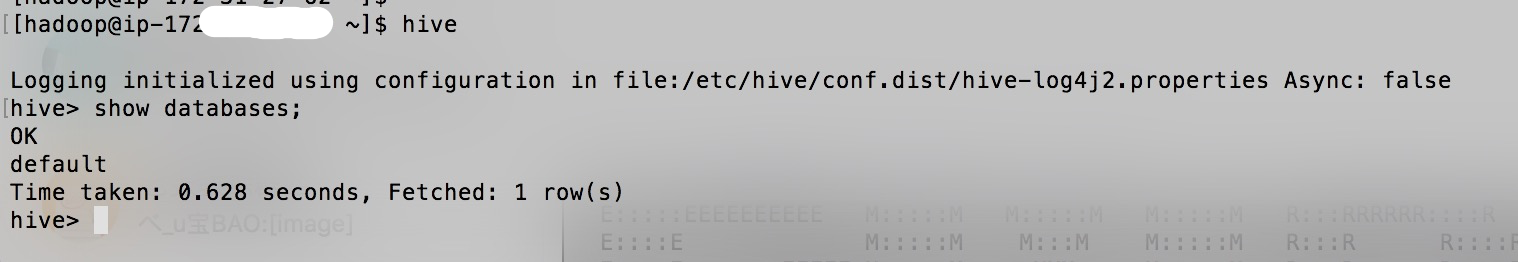 [hadoop@ip-172-31-27-62 ~]$
[[hadoop@ip-172 ~]$ hive
Logging initialized using configuration in file:/etc/hive/conf.dist/hive-log4j2.properties Async: false
[hive> show databases;
OK
default
Time taken: 0.628 seconds, Fetched: 1 row(s)
hive>
ペ_u宝BAO:[image]
E:::::EEEEEEEEEE M:::::M M:::::M M:::::M R:::RRRRRR::::R
E::::E M:::::M M:::M M:::::M R:::R R::::R